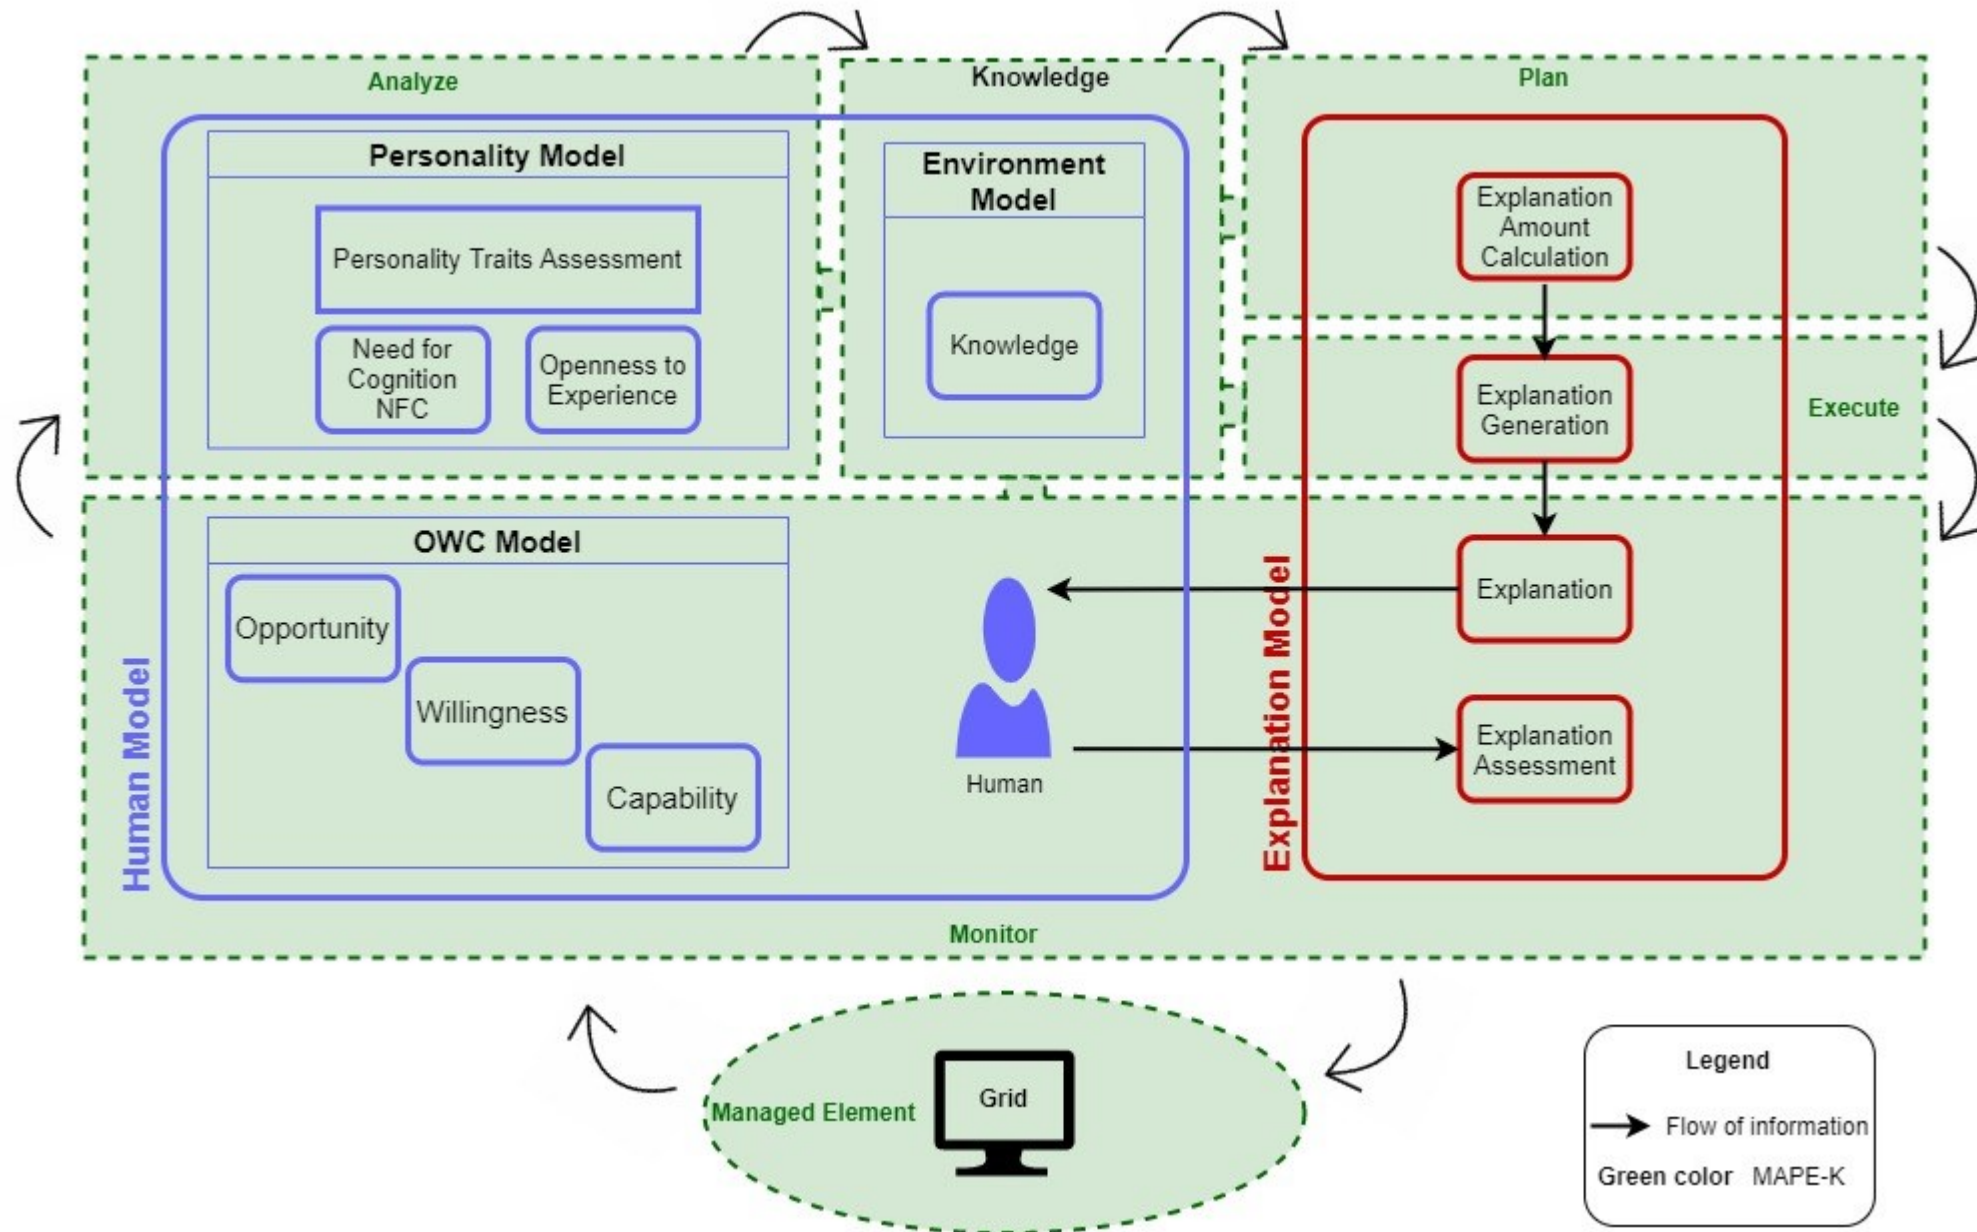 Analyze
Knowledge
Plan
Personality Model
Personality Traits Assessment
Need for
Cognition
NFC
Openness to
Experience
Environment
Model
Knowledge
Explanation
Amount
Calculation
Explanation
Generation
Execute
OWC Model
Opportunity
Willingness
Capability
Human Model
Human
Explanation Model
Explanation
Explanation
Assessment
Monitor
Managed Element
Grid
Legend
Flow of information
Green color MAPE-K